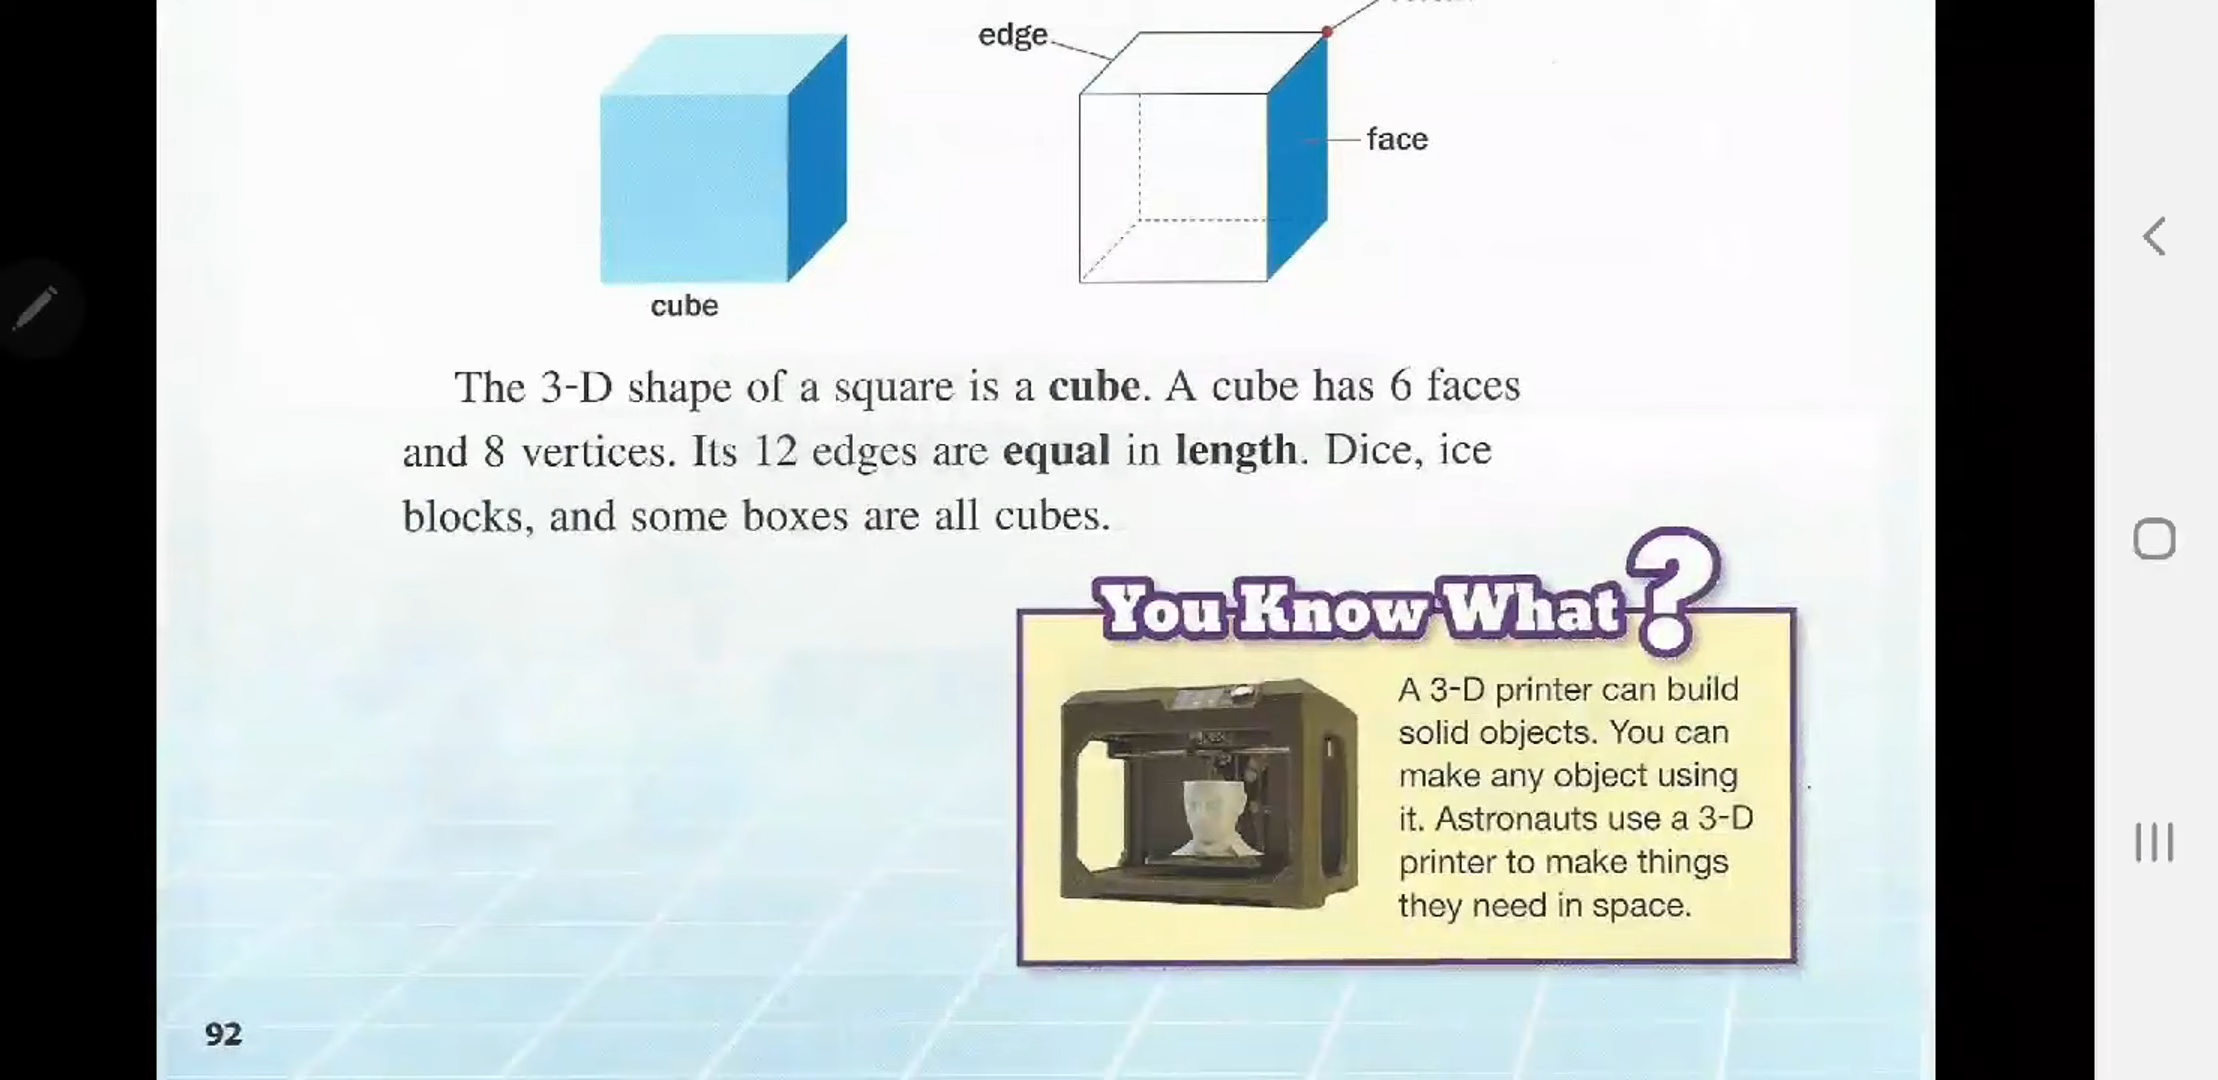 edge
face
cube
The 3-D shape of a square is a cube. A cube has 6 faces
and 8 vertices. Its 12 edges are equal in length. Dice, ice
blocks, and some boxes are all cubes.
You Know What?
A 3-D printer can build
solid objects. You can
make any object using
it. Astronauts use a 3-D
printer to make things
they need in space.
92